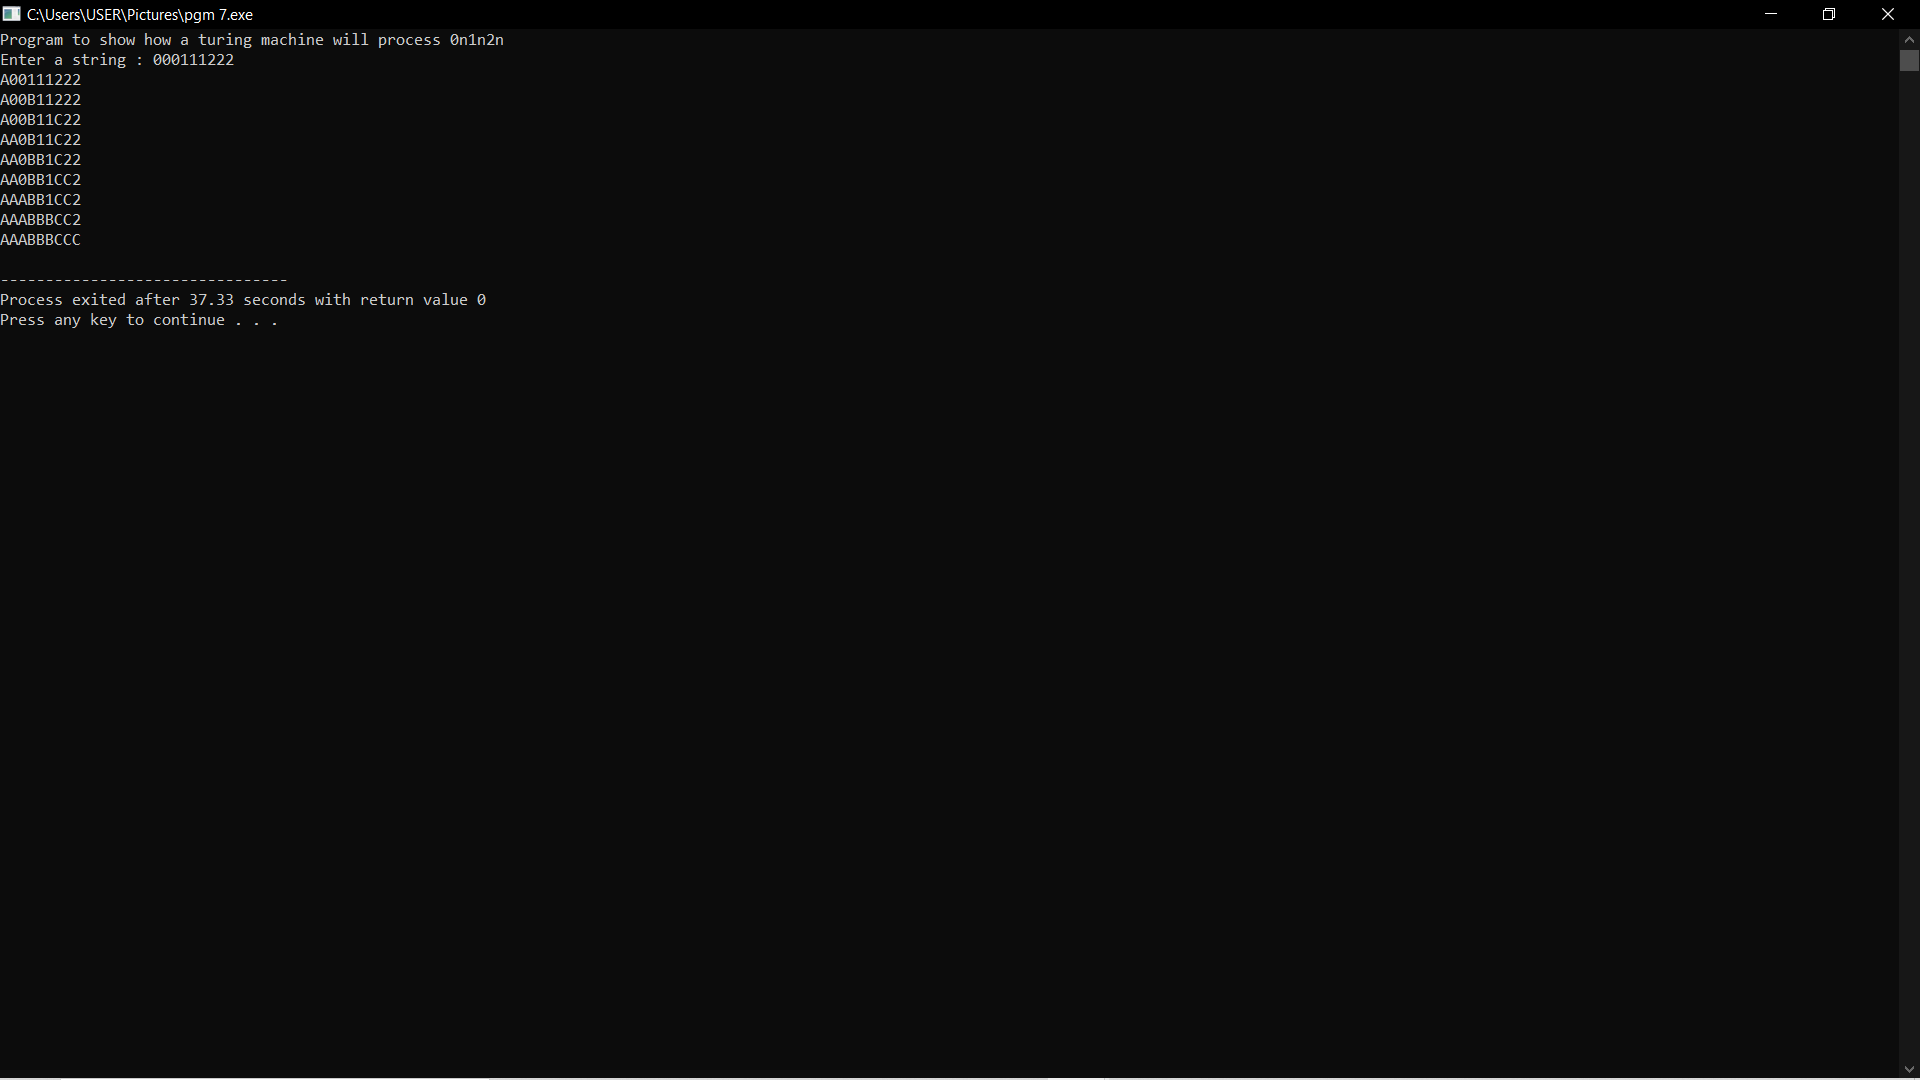 C:\Users\USER\Pictures\pgm 7.exe
Program to show how a turing machine will process 0n1n2n
Enter a string : 000111222
A00111222
A00B11222
A00B11C22
AA0B11C22
AA0BB1C22
AA0BB1CC2
AAABB1CC2
AAABBBCC2
AAABBBCCC
--------------------------------
Process exited after 37.33 seconds with return value 0
Press any key to continue . . .